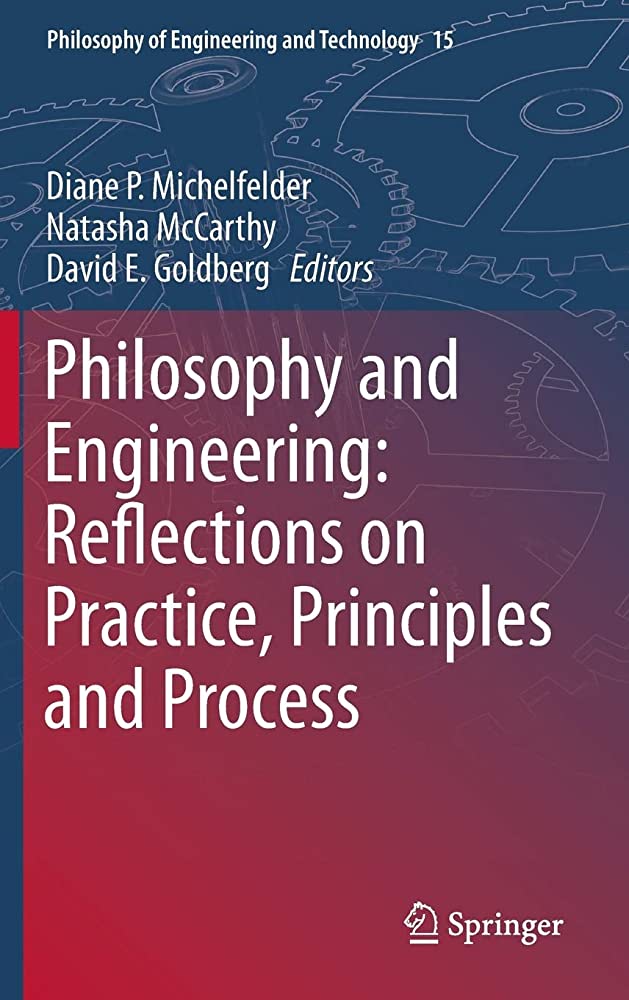 Philosophy of Engineering and Technology 15
Diane P. Michelfelder
Natasha McCarthy
David E. Goldberg Editors
Philosophy and
Engineering:
Reflections on
Practice, Principles
and Process
Springer